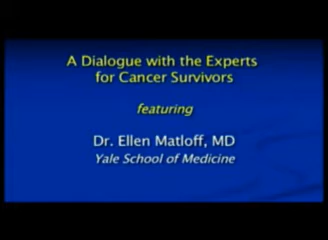 A Dialogue with the Experts
for Cancer Survivors
featuring
Dr. Ellen Matloff, MD
Yale School of Medicine